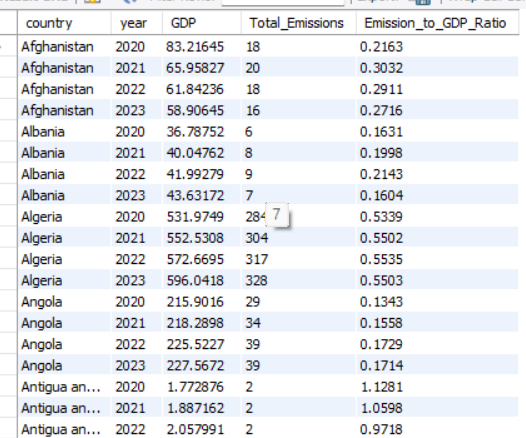 country year GDP Total_Emissions Emission_to_GDP_Ratio
Afghanistan 2020 83.21645 18 0.2163
Afghanistan 2021 65.95827 20 0.3032
Afghanistan 2022 61.84236 18 0.2911
Afghanistan 2023 58.90645 16 0.2716
Albania 2020 36.78752 6 0.1631
Albania 2021 40.04762 8 0.1998
Albania 2022 41.99279 9 0.2143
Albania 2023 43.63172 7 0.1604
Algeria 2020 531.9749 284 7 0.5339
Algeria 2021 552.5308 304 0.5502
Algeria 2022 572.6695 317 0.5535
Algeria 2023 596.0418 328 0.5503
Angola 2020 215.9016 29 0.1343
Angola 2021 218.2898 34 0.1558
Angola 2022 225.5227 39 0.1729
Angola 2023 227.5672 39 0.1714
Antigua an... 2020 1.772876 2 1.1281
Antigua an... 2021 1.887162 2 1.0598
Antigua an... 2022 2.057991 2 0.9718